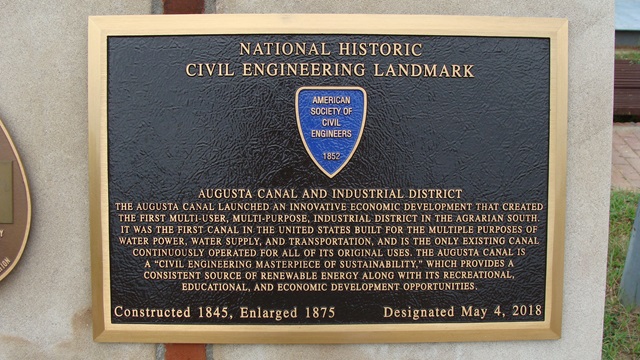 NATIONAL HISTORIC
CIVIL ENGINEERING LANDMARK
AMERICAN
SOCIETY OF
CIVIL
ENGINEERS
1852
AUGUSTA CANAL AND INDUSTRIAL DISTRICT
THE AUGUSTA CANAL LAUNCHED AN INNOVATIVE ECONOMIC DEVELOPMENT THAT CREATED
THE FIRST MULTI-USER, MULTI-PURPOSE, INDUSTRIAL DISTRICT IN THE AGRARIAN SOUTH.
IT WAS THE FIRST CANAL IN THE UNITED STATES BUILT FOR THE MULTIPLE PURPOSES OF
WATER POWER, WATER SUPPLY, AND TRANSPORTATION, AND IS THE ONLY EXISTING CANAL
CONTINUOUSLY OPERATED FOR ALL OF ITS ORIGINAL USES. THE AUGUSTA CANAL IS
A "CIVIL ENGINEERING MASTERPIECE OF SUSTAINABILITY," WHICH PROVIDES A
CONSISTENT SOURCE OF RENEWABLE ENERGY ALONG WITH ITS RECREATIONAL,
EDUCATIONAL, AND ECONOMIC DEVELOPMENT OPPORTUNITIES.
Constructed 1845, Enlarged 1875 Designated May 4, 2018